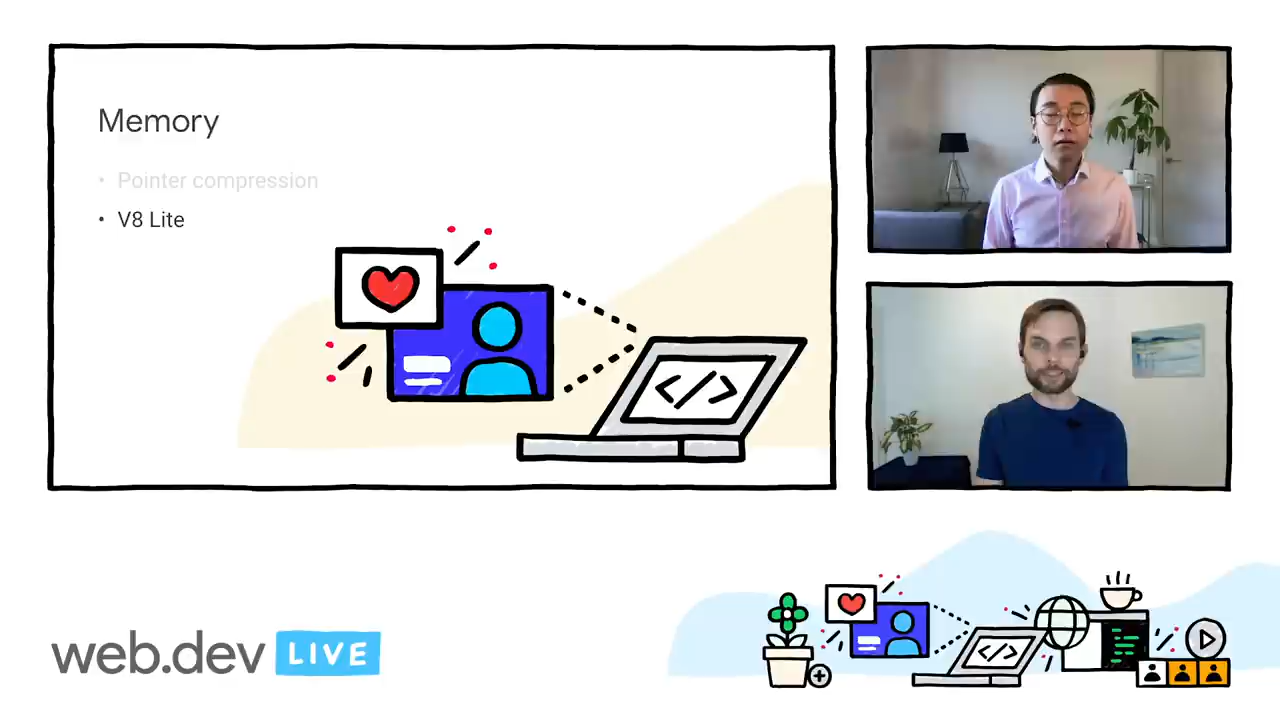 Memory
• Pointer compression
• V8 Lite
</>
</>
web.dev LIVE